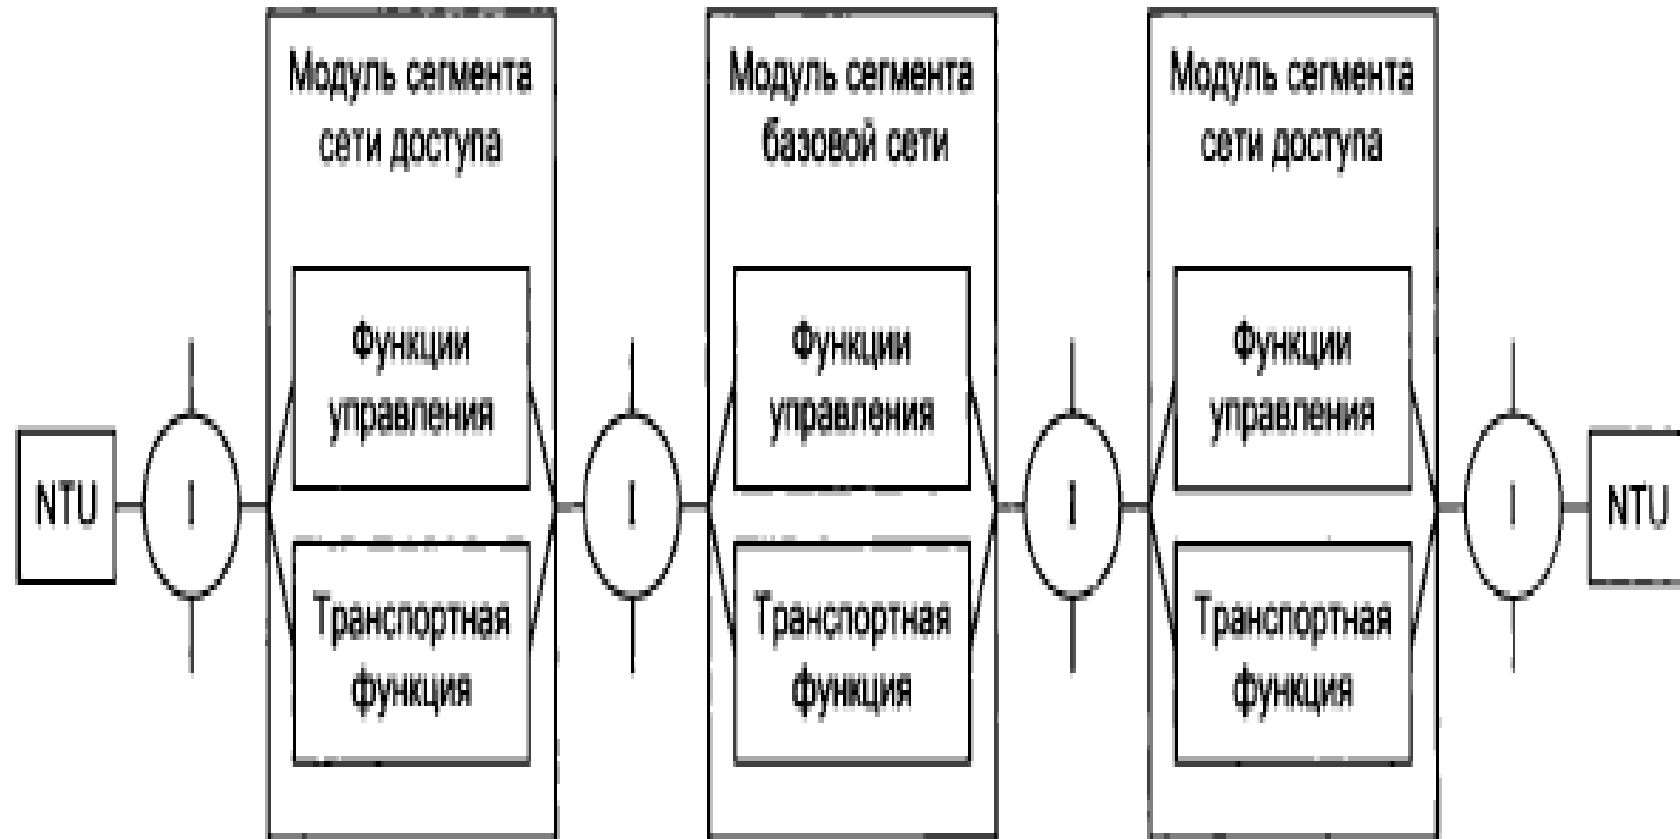 Модуль сегмента
сети доступа
Модуль сегмента
базовой сети
Модуль сегмента
сети доступа
Функции
управления
Функции
управления
Функции
управления
NTU
I
I
I
I
NTU
Транспортная
функция
Транспортная
функция
Транспортная
функция